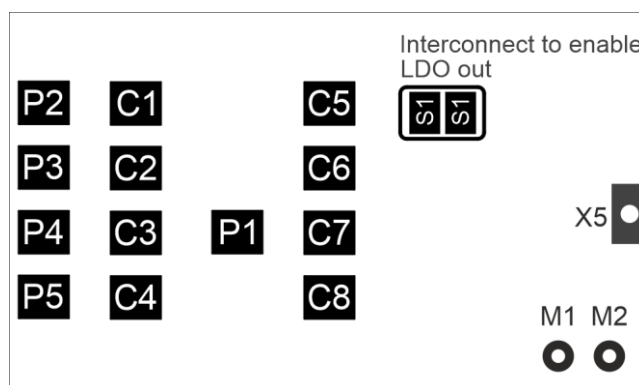 Interconnect to enable
LDO out
P2 C1 C5 S1 S1
P3 C2 C6
P4 C3 P1 C7 X5
P5 C4 C8
M1 M2